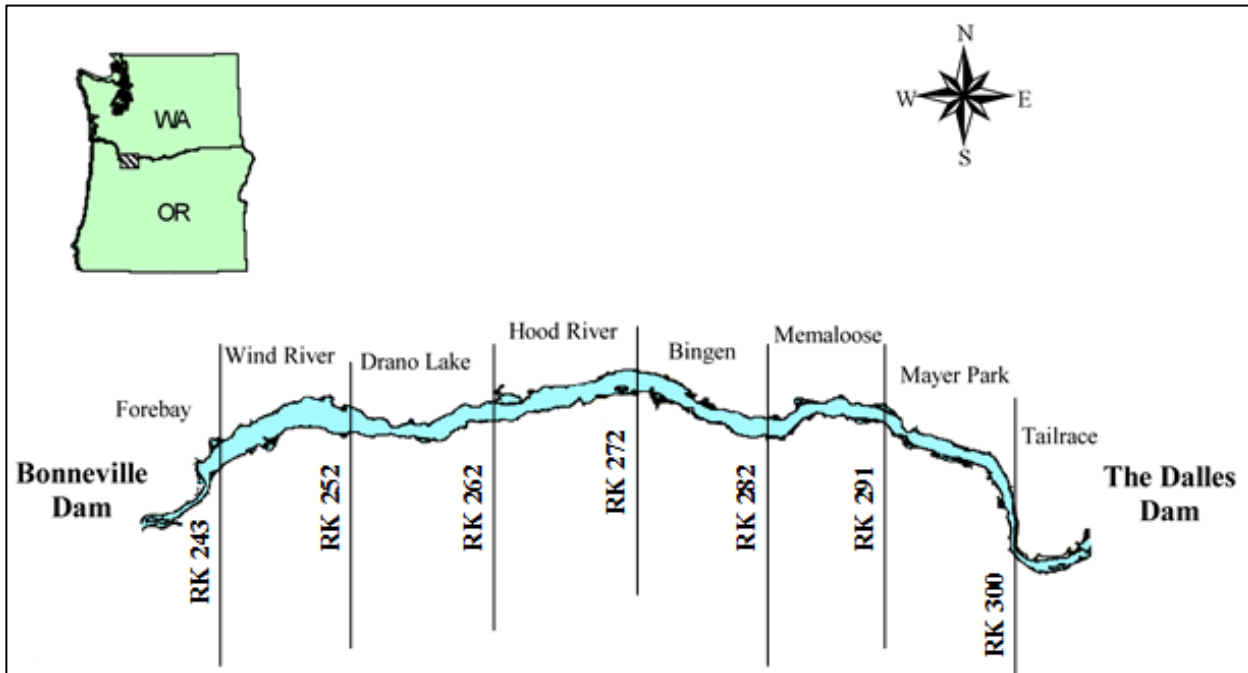 WA
OR
N
W
E
S
Hood River
Memaloose
Wind River
Drano Lake
Bingen
Mayer Park
Forebay
Tailrace
Bonneville
Dam
The Dalles
Dam
RK 243
RK 252
RK 262
RK 272
RK 282
RK 291
RK 300